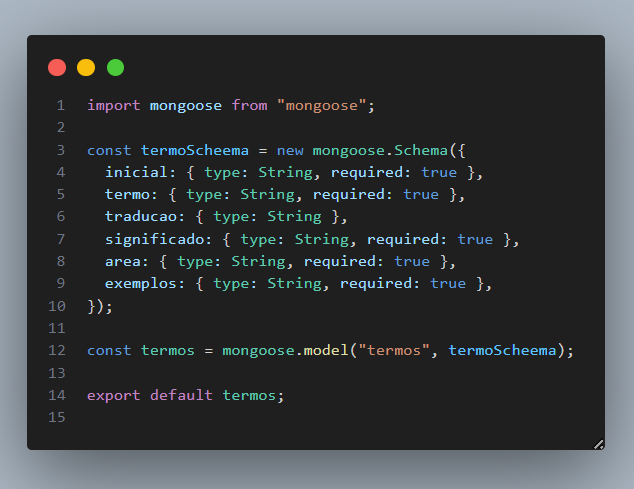 1 import mongoose from "mongoose";
2
3 const termoScheema = new mongoose.Schema({
4   inicial: { type: String, required: true },
5   termo: { type: String, required: true },
6   traducao: { type: String },
7   significado: { type: String, required: true },
8   area: { type: String, required: true },
9   exemplos: { type: String, required: true },
10 });
11
12 const termos = mongoose.model("termos", termoScheema);
13
14 export default termos;
15